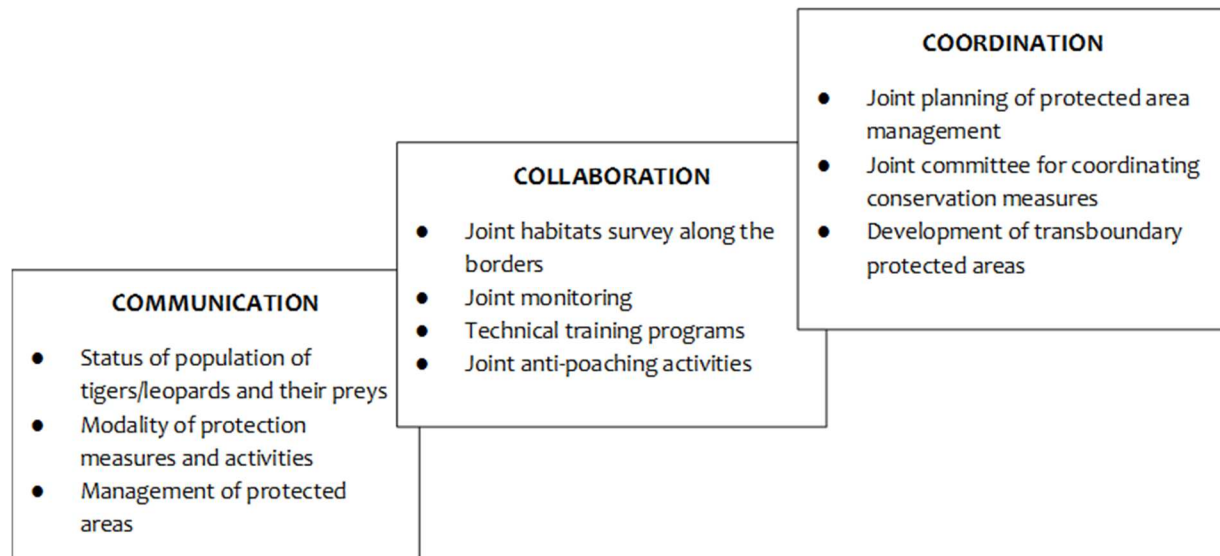 COORDINATION
● Joint planning of protected area
management
● Joint committee for coordinating
conservation measures
● Development of transboundary
protected areas
COLLABORATION
● Joint habitats survey along the
borders
● Joint monitoring
● Technical training programs
● Joint anti-poaching activities
COMMUNICATION
● Status of population of
tigers/leopards and their preys
● Modality of protection
measures and activities
● Management of protected
areas